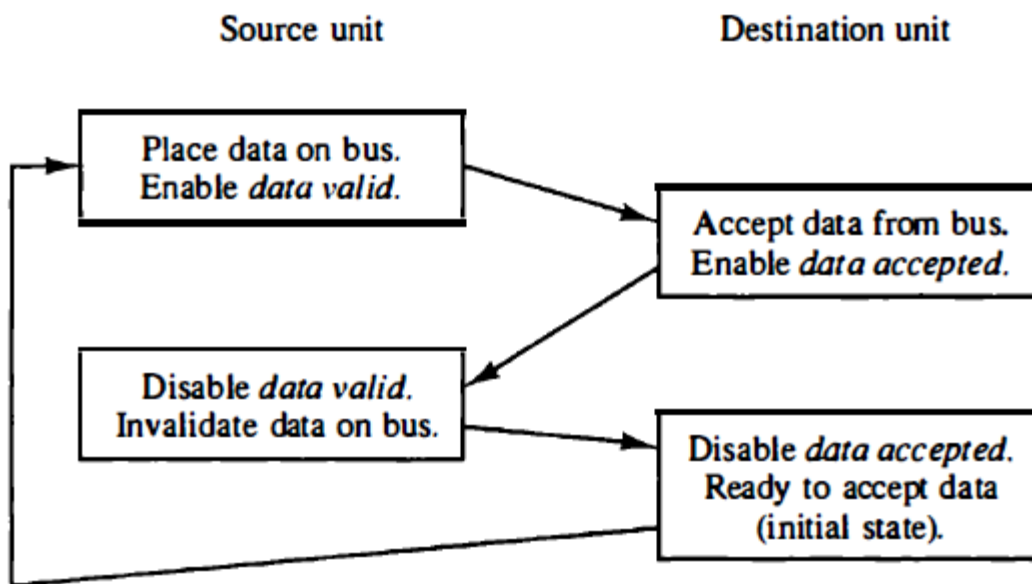 Source unit
Destination unit
Place data on bus.
Enable data valid.
Accept data from bus.
Enable data accepted.
Disable data valid.
Invalidate data on bus.
Disable data accepted.
Ready to accept data
(initial state).